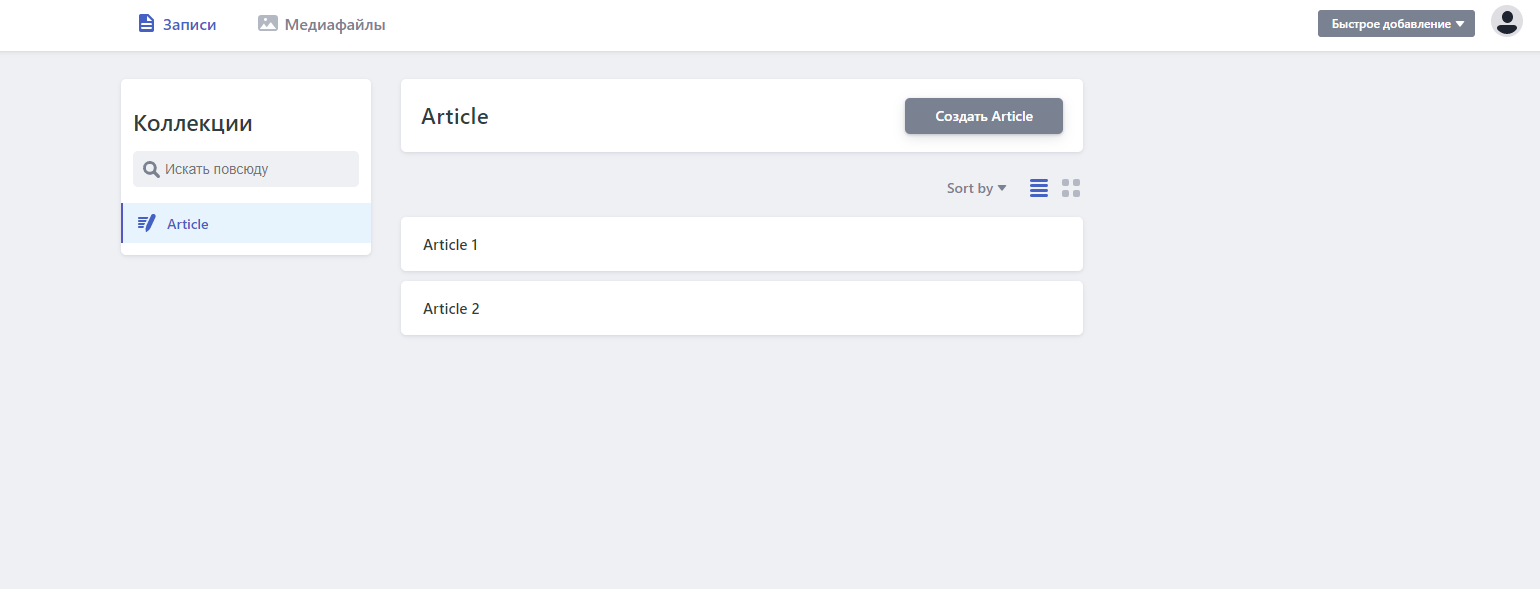 Записи
Медиафайлы
Быстрое добавление
Коллекции
Искать повсюду
Article
Article
Создать Article
Sort by
Article 1
Article 2